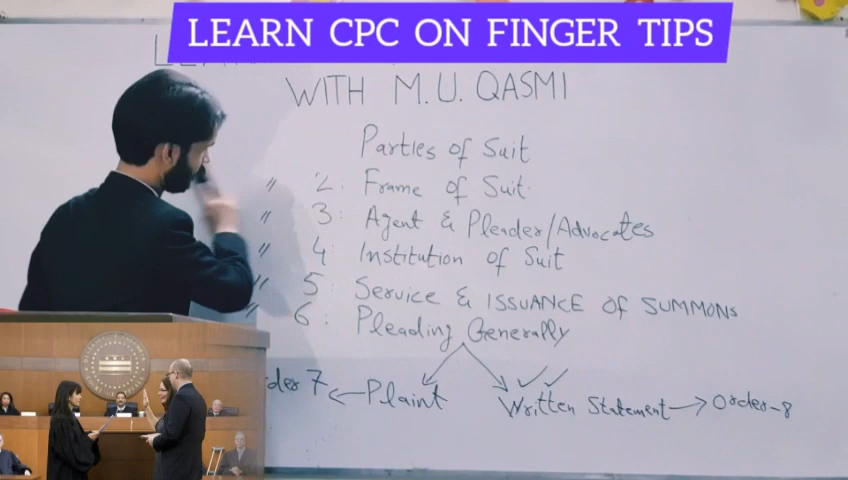 LEARN CPC ON FINGER TIPS
WITH M.U. QASMI
Parties of Suit
" 2: Frame of Suit
" 3: Agent & Pleader/Advocates
" 4: Institution of Suit
" 5: Service & ISSUANCE OF SUMMONS
" 6: Pleading Generally
der 7 ← Plaint
Written Statement → Order-8